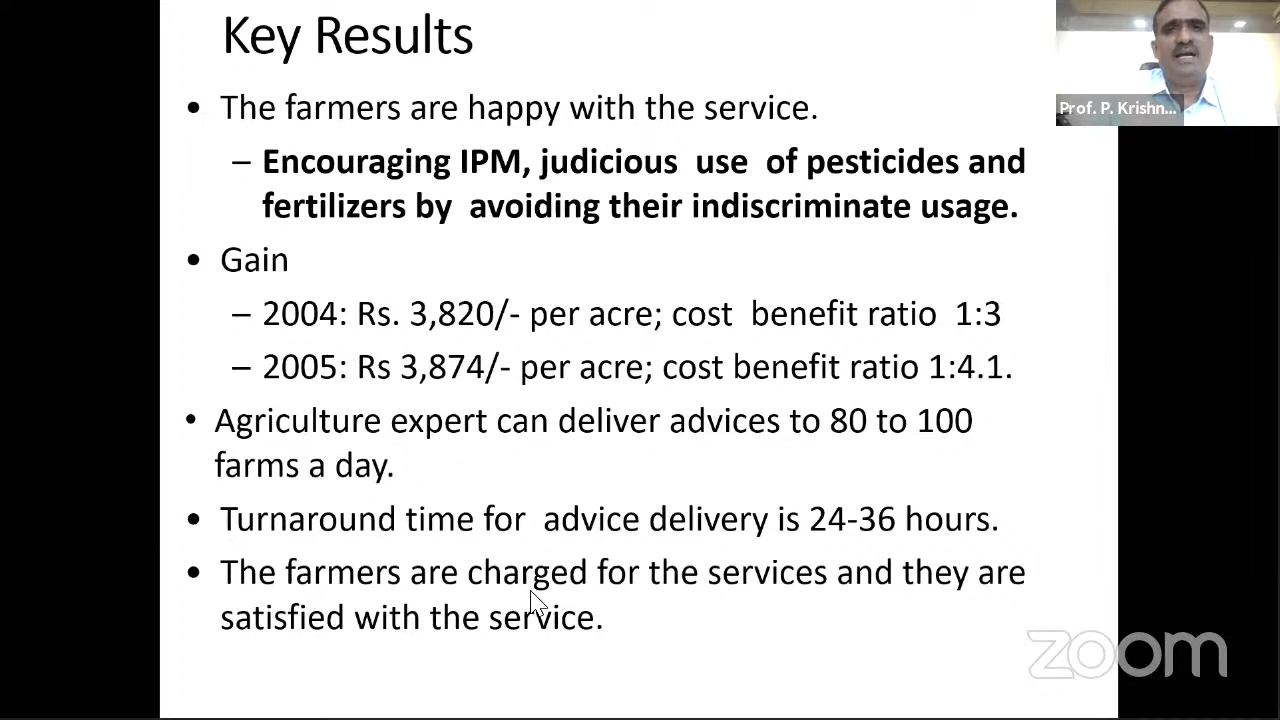 Key Results
• The farmers are happy with the service.
– Encouraging IPM, judicious use of pesticides and
fertilizers by avoiding their indiscriminate usage.
• Gain
– 2004: Rs. 3,820/- per acre; cost benefit ratio 1:3
– 2005: Rs 3,874/- per acre; cost benefit ratio 1:4.1.
• Agriculture expert can deliver advices to 80 to 100
farms a day.
• Turnaround time for advice delivery is 24-36 hours.
• The farmers are charged for the services and they are
satisfied with the service.
Prof. P. Krishn...
zoom